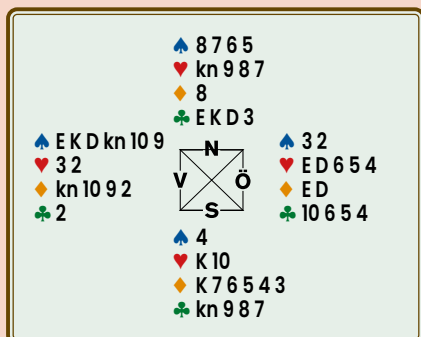 ♠ 8 7 6 5
♥ kn 9 8 7
♦ 8
♣ E K D 3
♠ E K D kn 10 9
♥ 3 2
♦ kn 10 9 2
♣ 2
N
V Ö
S
♠ 3 2
♥ E D 6 5 4
♦ E D
♣ 10 6 5 4
♠ 4
♥ K 10
♦ K 7 6 5 4 3
♣ kn 9 8 7